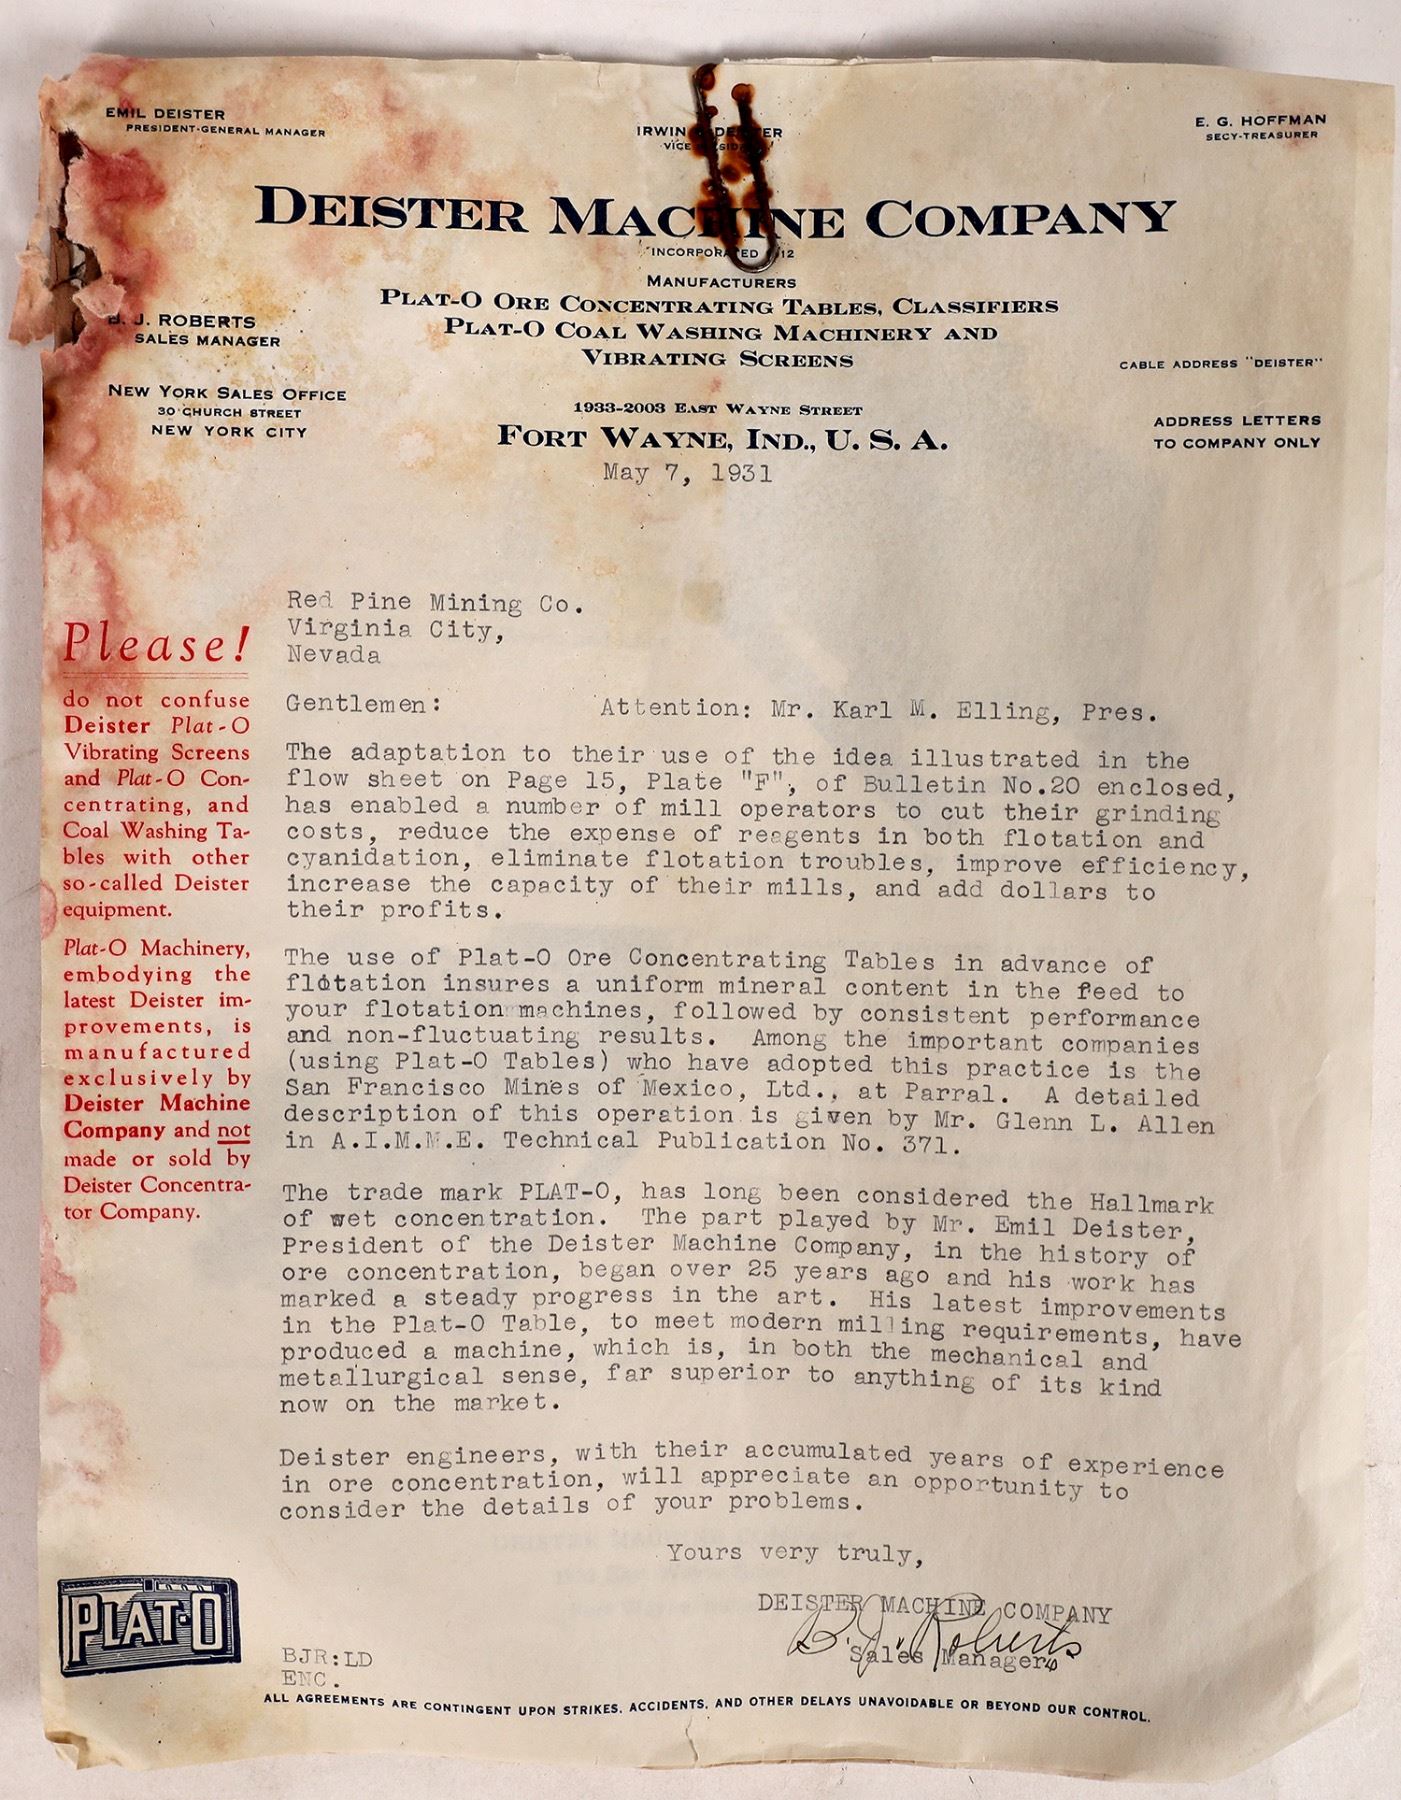 EMIL DEISTER
PRESIDENT-GENERAL MANAGER
IRWIN
VICE
E. G. HOFFMAN
SECY-TREASURER
DEISTER MACHINE COMPANY
INCORPORATED
MANUFACTURERS
PLAT-O ORE CONCENTRATING TABLES, CLASSIFIERS
PLAT-O COAL WASHING MACHINERY AND
VIBRATING SCREENS
B. J. ROBERTS
SALES MANAGER
NEW YORK SALES OFFICE
30 CHURCH STREET
NEW YORK CITY
CABLE ADDRESS "DEISTER"
ADDRESS LETTERS
TO COMPANY ONLY
1933-2003 EAST WAYNE STREET
FORT WAYNE, IND., U. S. A.
May 7, 1931
Red Pine Mining Co.
Virginia City,
Nevada
Gentlemen: Attention: Mr. Karl M. Elling, Pres.
The adaptation to their use of the idea illustrated in the
flow sheet on Page 15, Plate "F", of Bulletin No.20 enclosed,
has enabled a number of mill operators to cut their grinding
costs, reduce the expense of reagents in both flotation and
cyanidation, eliminate flotation troubles, improve efficiency,
increase the capacity of their mills, and add dollars to
their profits.
The use of Plat-O Ore Concentrating Tables in advance of
flotation insures a uniform mineral content in the feed to
your flotation machines, followed by consistent performance
and non-fluctuating results. Among the important companies
(using Plat-O Tables) who have adopted this practice is the
San Francisco Mines of Mexico, Ltd., at Parral. A detailed
description of this operation is given by Mr. Glenn L. Allen
in A.I.M.M.E. Technical Publication No. 371.
The trade mark PLAT-O, has long been considered the Hallmark
of wet concentration. The part played by Mr. Emil Deister,
President of the Deister Machine Company, in the history of
ore concentration, began over 25 years ago and his work has
marked a steady progress in the art. His latest improvements
in the Plat-O Table, to meet modern milling requirements, have
produced a machine, which is, in both the mechanical and
metallurgical sense, far superior to anything of its kind
now on the market.
Deister engineers, with their accumulated years of experience
in ore concentration, will appreciate an opportunity to
consider the details of your problems.
Yours very truly,
DEISTER MACHINE COMPANY
B. J. Roberts
Sales Manager
BJR:LD
ENC.
Please!
do not confuse
Deister Plat-O
Vibrating Screens
and Plat-O Con-
centrating, and
Coal Washing Ta-
bles with other
so-called Deister
equipment.
Plat-O Machinery,
embodying the
latest Deister im-
provements, is
manufactured
exclusively by
Deister Machine
Company and not
made or sold by
Deister Concentra-
tor Company.
PLAT-O
ALL AGREEMENTS ARE CONTINGENT UPON STRIKES, ACCIDENTS, AND OTHER DELAYS UNAVOIDABLE OR BEYOND OUR CONTROL.